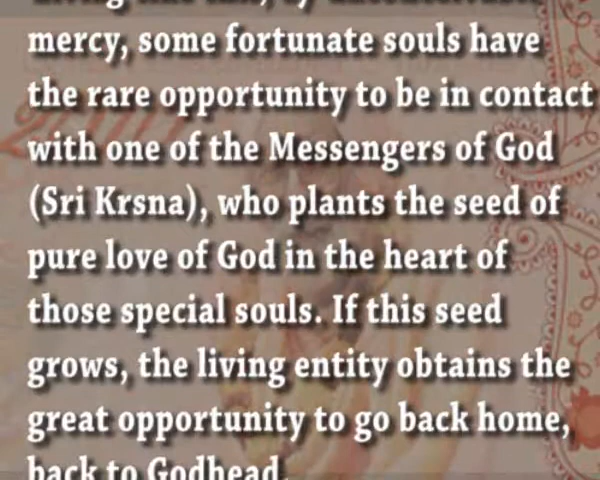 mercy, some fortunate souls have
the rare opportunity to be in contact
with one of the Messengers of God
(Sri Krsna), who plants the seed of
pure love of God in the heart of
those special souls. If this seed
grows, the living entity obtains the
great opportunity to go back home,
back to Godhead.